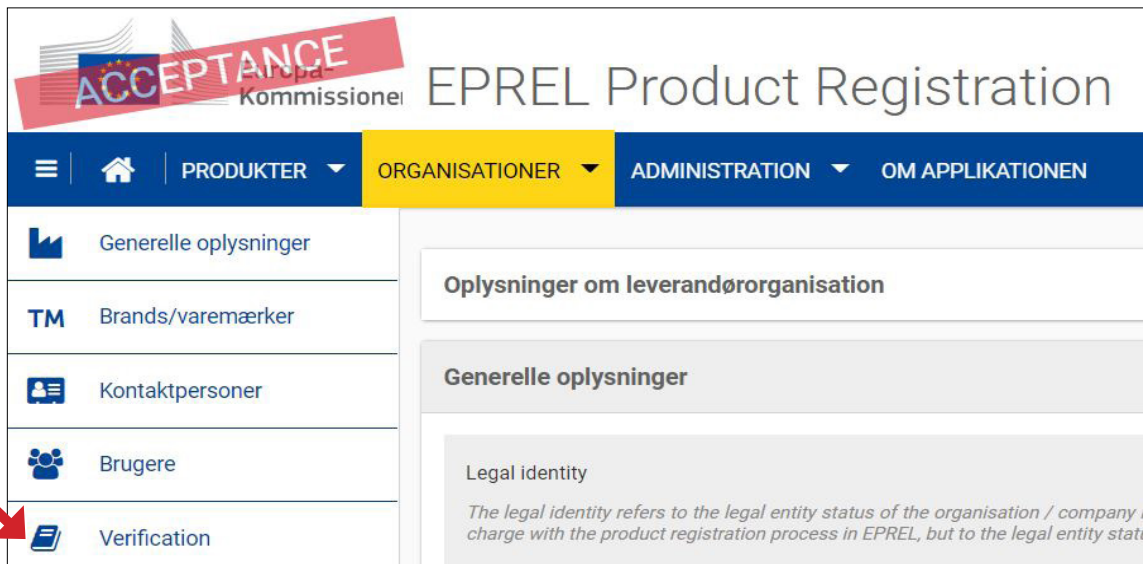 ACCEPTANCE
Europa-
Kommissione
EPREL Product Registration
PRODUKTER
ORGANISATIONER
ADMINISTRATION
OM APPLIKATIONEN
Generelle oplysninger
TM Brands/varemærker
Kontaktpersoner
Brugere
Verification
Oplysninger om leverandørorganisation
Generelle oplysninger
Legal identity
The legal identity refers to the legal entity status of the organisation / company
charge with the product registration process in EPREL, but to the legal entity